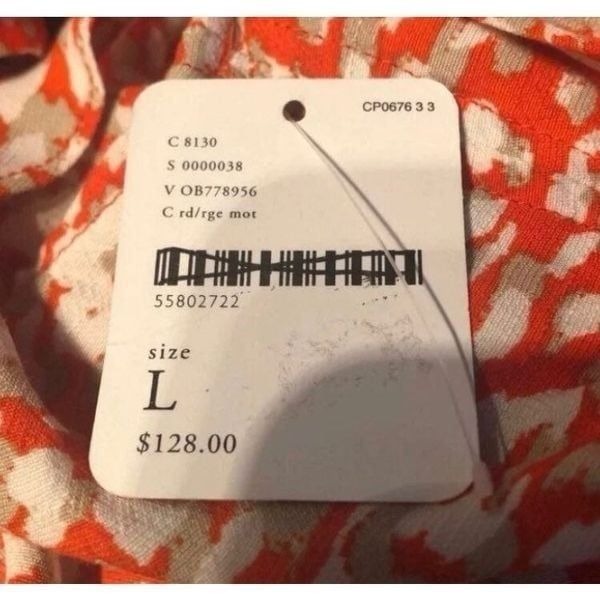 CP0676 3 3
C 8130
S 0000038
V OB778956
C rd/rge mot
55802722
size
L
$128.00